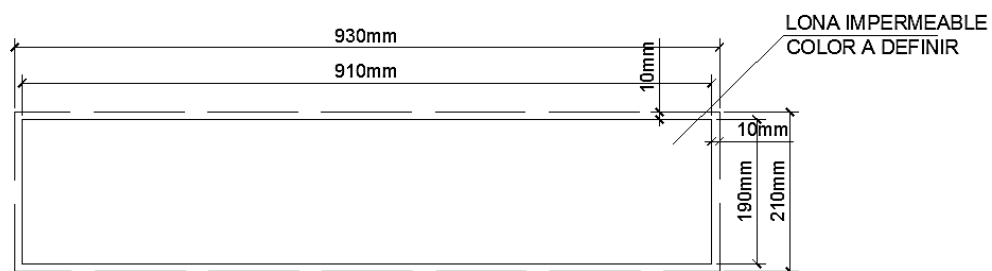 LONA IMPERMEABLE
COLOR A DEFINIR
930mm
910mm
10mm
10mm
190mm
210mm